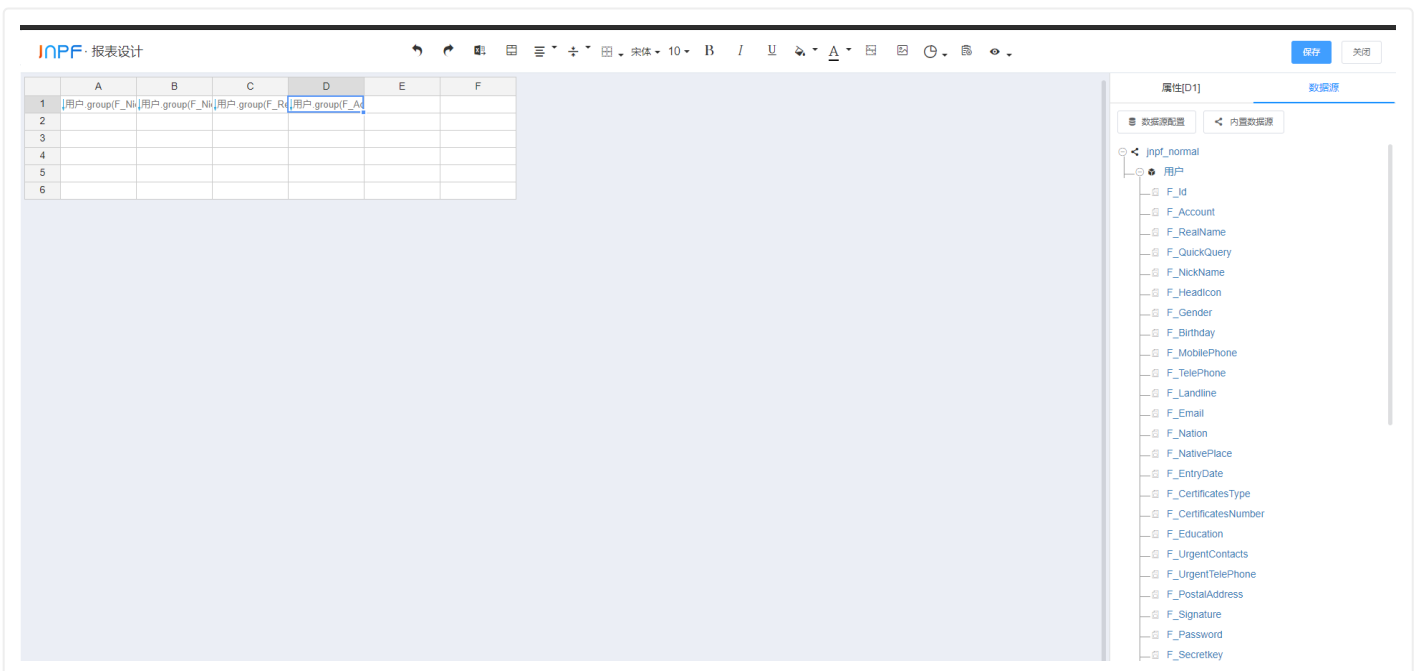 JNPF · 报表设计
宋体 10 B I U A
保存 关闭
A B C D E F
1 用户.group(F_Ni 用户.group(F_Ni 用户.group(F_Re 用户.group(F_Ac
2
3
4
5
6
属性[D1] 数据源
数据源配置 内置数据源
jnpf_normal
用户
F_Id
F_Account
F_RealName
F_QuickQuery
F_NickName
F_HeadIcon
F_Gender
F_Birthday
F_MobilePhone
F_TelePhone
F_Landline
F_Email
F_Nation
F_NativePlace
F_EntryDate
F_CertificatesType
F_CertificatesNumber
F_Education
F_UrgentContacts
F_UrgentTelePhone
F_PostalAddress
F_Signature
F_Password
F_Secretkey